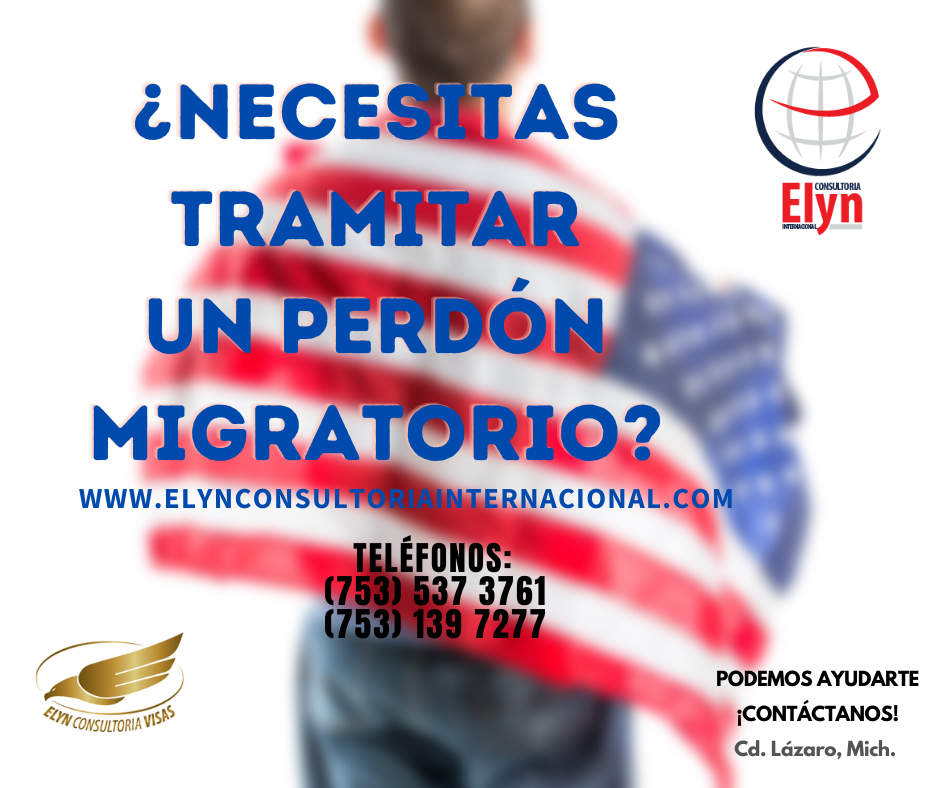 ¿NECESITAS
TRAMITAR
UN PERDÓN
MIGRATORIO?
WWW.ELYNCONSULTORIAINTERNACIONAL.COM
TELÉFONOS:
(753) 537 3761
(753) 139 7277
CONSULTORIA
Elyn
INTERNACIONAL
ELYN CONSULTORIA VISAS
PODEMOS AYUDARTE
¡CONTÁCTANOS!
Cd. Lázaro, Mich.